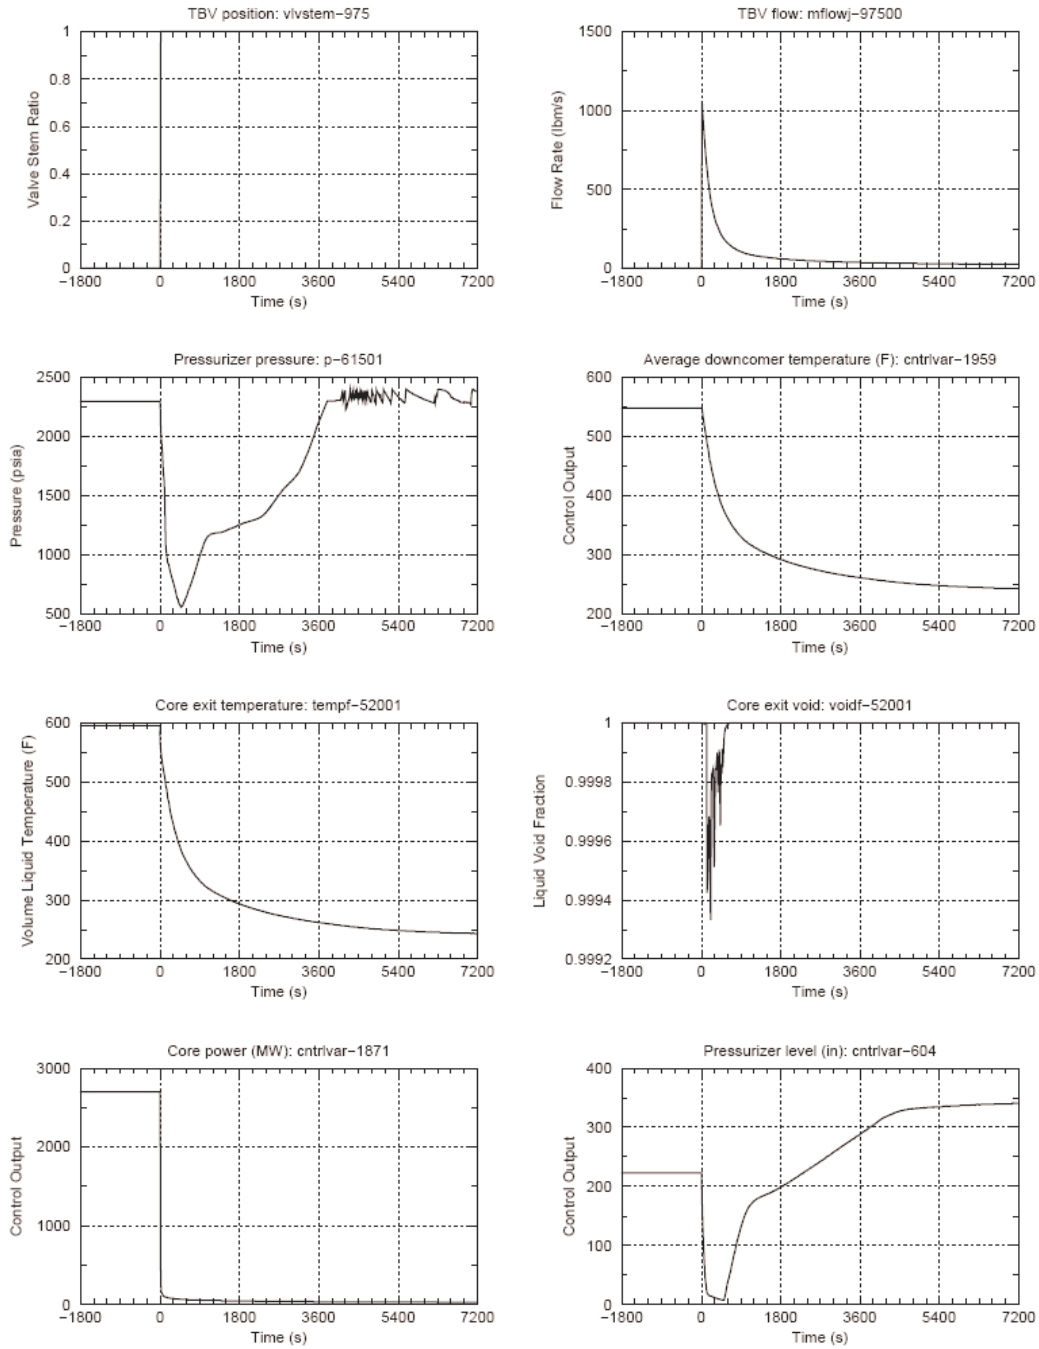 TBV position: vlvstem-975
TBV flow: mflowj-97500
Valve Stem Ratio
1
0.8
0.6
0.4
0.2
0
-1800 0 1800 3600 5400 7200
Time (s)
Flow Rate (lbm/s)
1500
1000
500
0
-1800 0 1800 3600 5400 7200
Time (s)
Pressurizer pressure: p-61501
Average downcomer temperature (F): cntrlvar-1959
Pressure (psia)
2500
2000
1500
1000
500
-1800 0 1800 3600 5400 7200
Time (s)
Control Output
600
500
400
300
200
-1800 0 1800 3600 5400 7200
Time (s)
Core exit temperature: tempf-52001
Core exit void: voidf-52001
Volume Liquid Temperature (F)
600
500
400
300
200
-1800 0 1800 3600 5400 7200
Time (s)
Liquid Void Fraction
1
0.9998
0.9996
0.9994
0.9992
-1800 0 1800 3600 5400 7200
Time (s)
Core power (MW): cntrlvar-1871
Pressurizer level (in): cntrlvar-604
Control Output
3000
2000
1000
0
-1800 0 1800 3600 5400 7200
Time (s)
Control Output
400
300
200
100
0
-1800 0 1800 3600 5400 7200
Time (s)